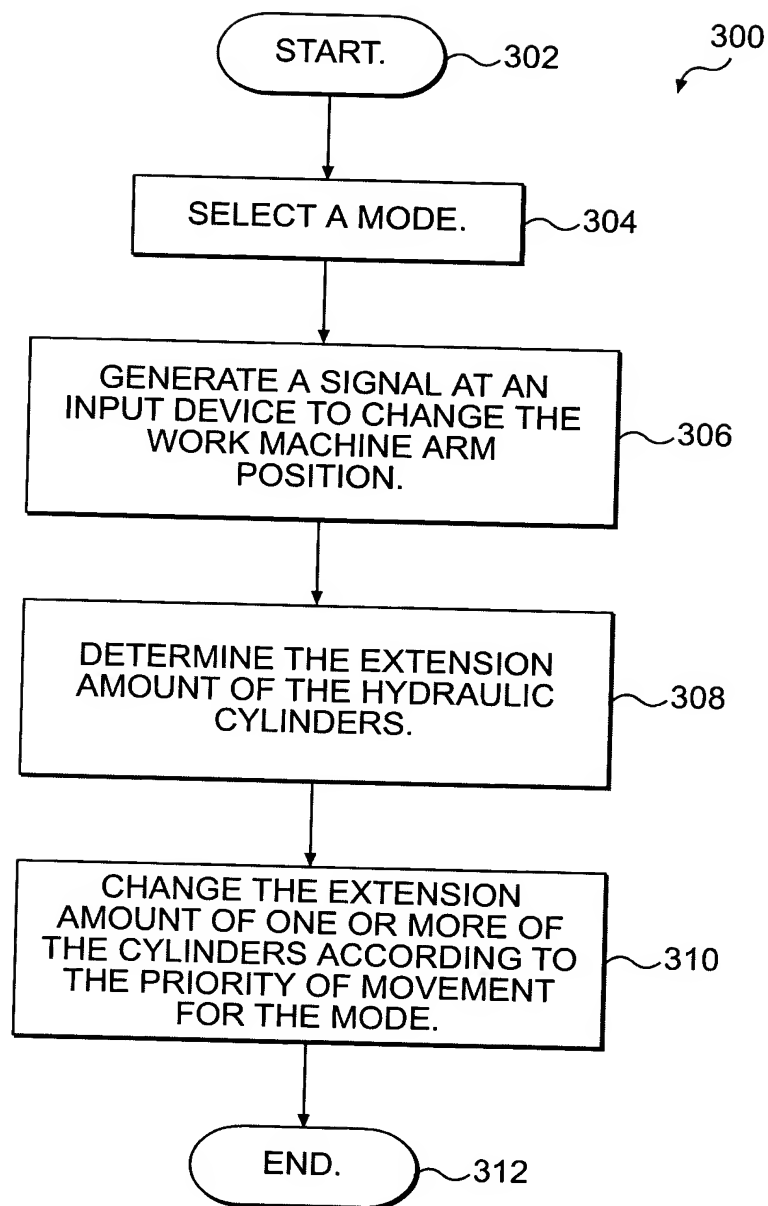 START.
302
300
SELECT A MODE.
304
GENERATE A SIGNAL AT AN
INPUT DEVICE TO CHANGE THE
WORK MACHINE ARM
POSITION.
306
DETERMINE THE EXTENSION
AMOUNT OF THE HYDRAULIC
CYLINDERS.
308
CHANGE THE EXTENSION
AMOUNT OF ONE OR MORE OF
THE CYLINDERS ACCORDING TO
THE PRIORITY OF MOVEMENT
FOR THE MODE.
310
END.
312